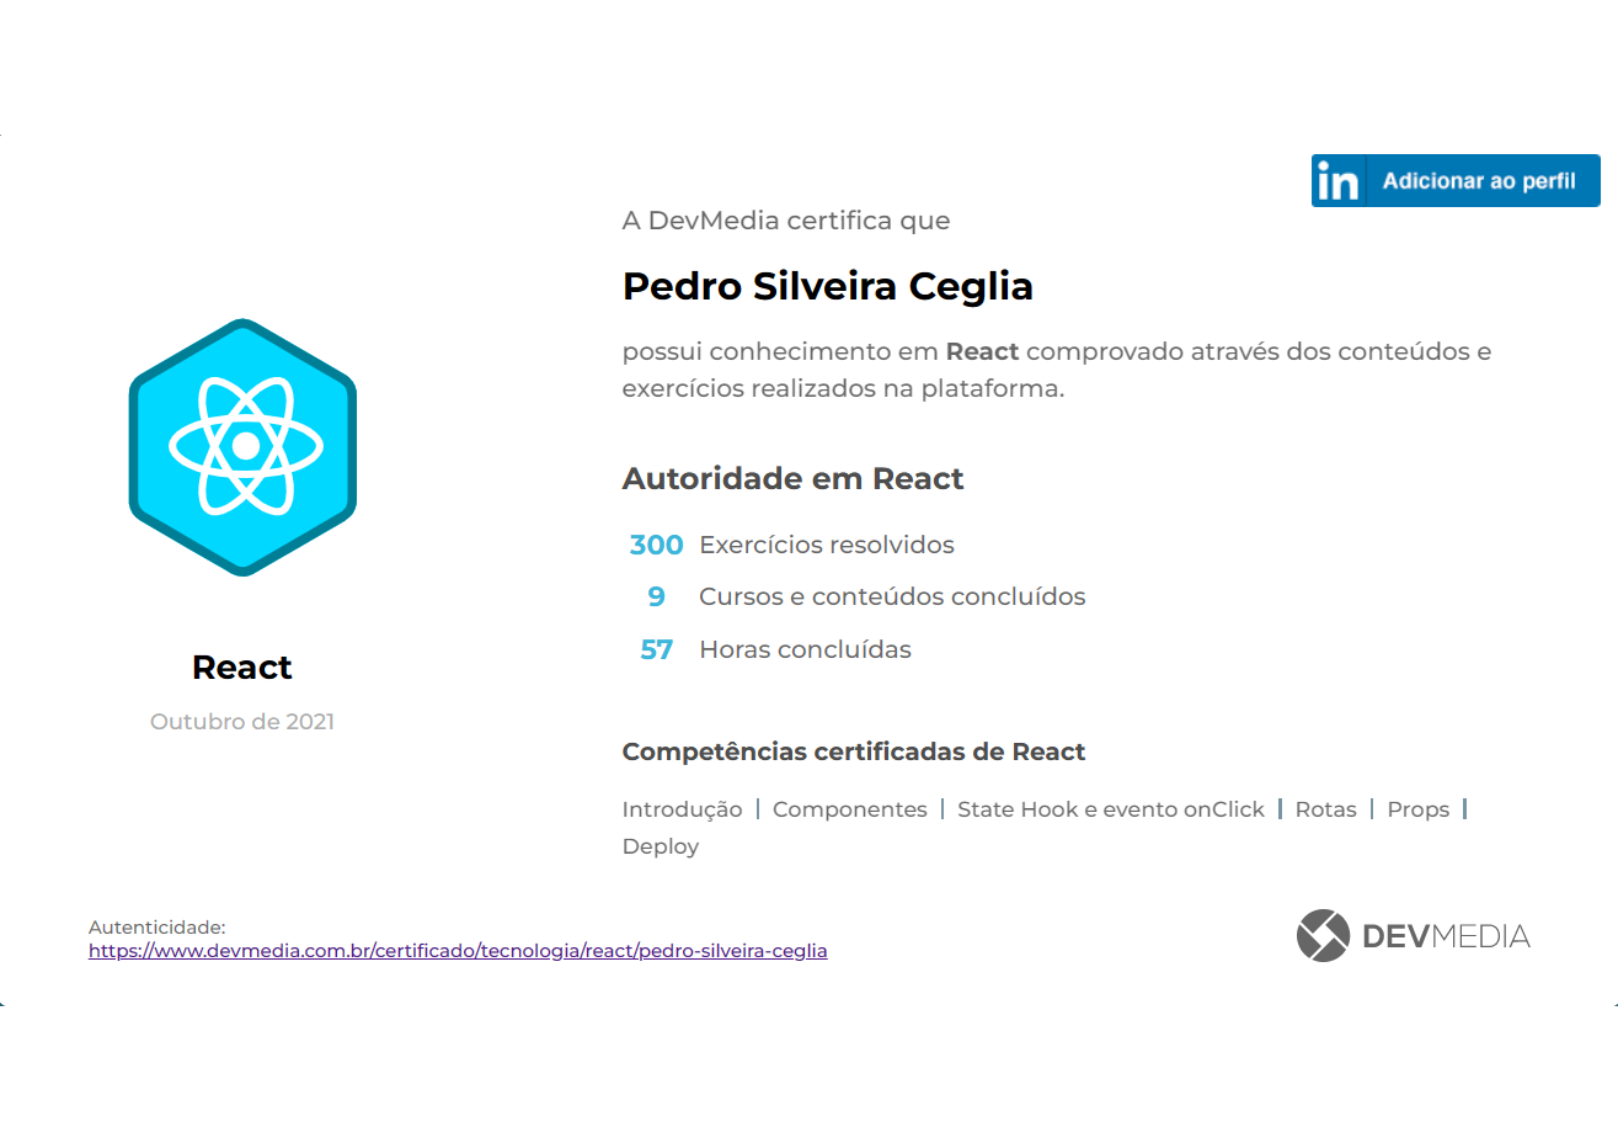 in Adicionar ao perfil
A DevMedia certifica que
Pedro Silveira Ceglia
possui conhecimento em React comprovado através dos conteúdos e
exercícios realizados na plataforma.
Autoridade em React
300 Exercícios resolvidos
9 Cursos e conteúdos concluídos
57 Horas concluídas
React
Outubro de 2021
Competências certificadas de React
Introdução | Componentes | State Hook e evento onClick | Rotas | Props |
Deploy
Autenticidade:
https://www.devmedia.com.br/certificado/tecnologia/react/pedro-silveira-ceglia
DEVMEDIA